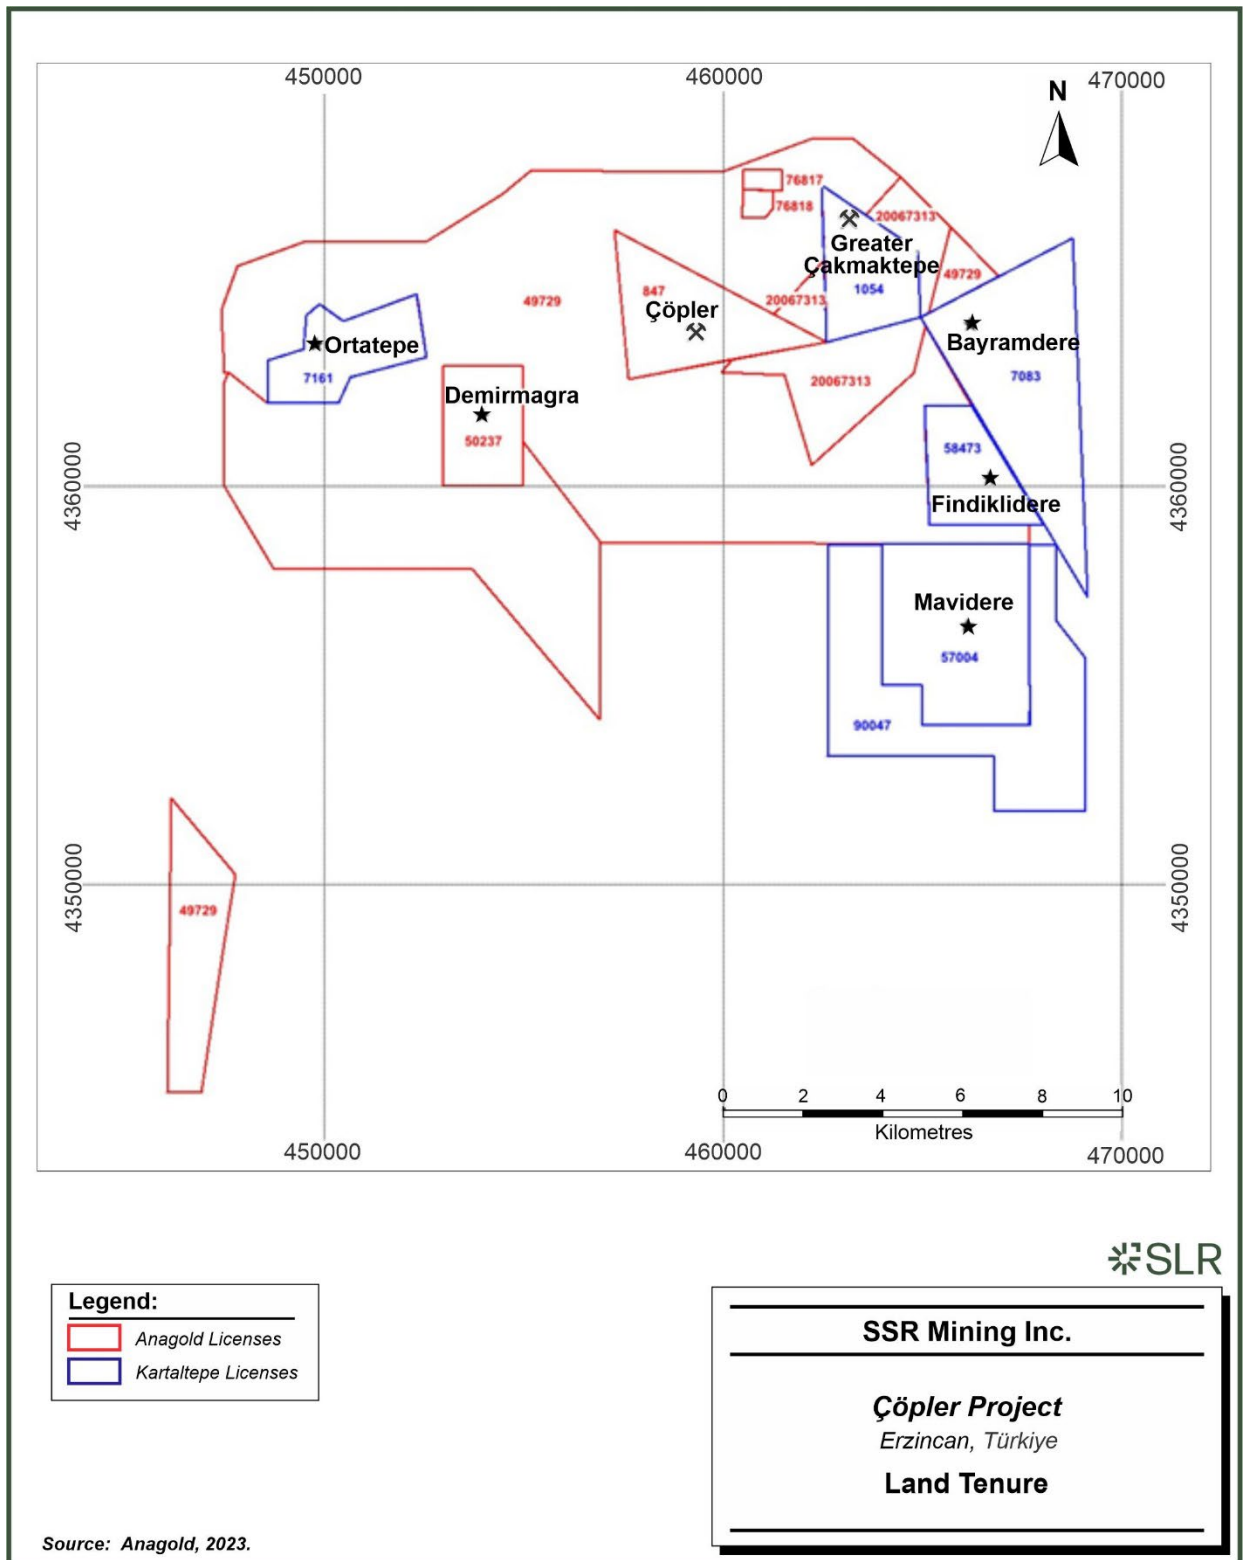 450000
460000
470000
N
76817
76818
20067313
Greater
Çakmaktepe
1054
49729
847
Çöpler
20067313
49729
Bayramdere
7083
Ortatepe
7161
20067313
Demirmagra
50237
58473
Findiklidere
4360000
4360000
Mavidere
57004
90047
4350000
4350000
49729
0 2 4 6 8 10
Kilometres
450000
460000
470000
SLR
Legend:
Anagold Licenses
Kartaltepe Licenses
SSR Mining Inc.
Çöpler Project
Erzincan, Türkiye
Land Tenure
Source: Anagold, 2023.